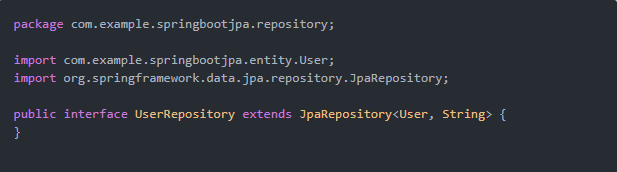 package com.example.springbootjpa.repository;
import com.example.springbootjpa.entity.User;
import org.springframework.data.jpa.repository.JpaRepository;
public interface UserRepository extends JpaRepository<User, String> {
}